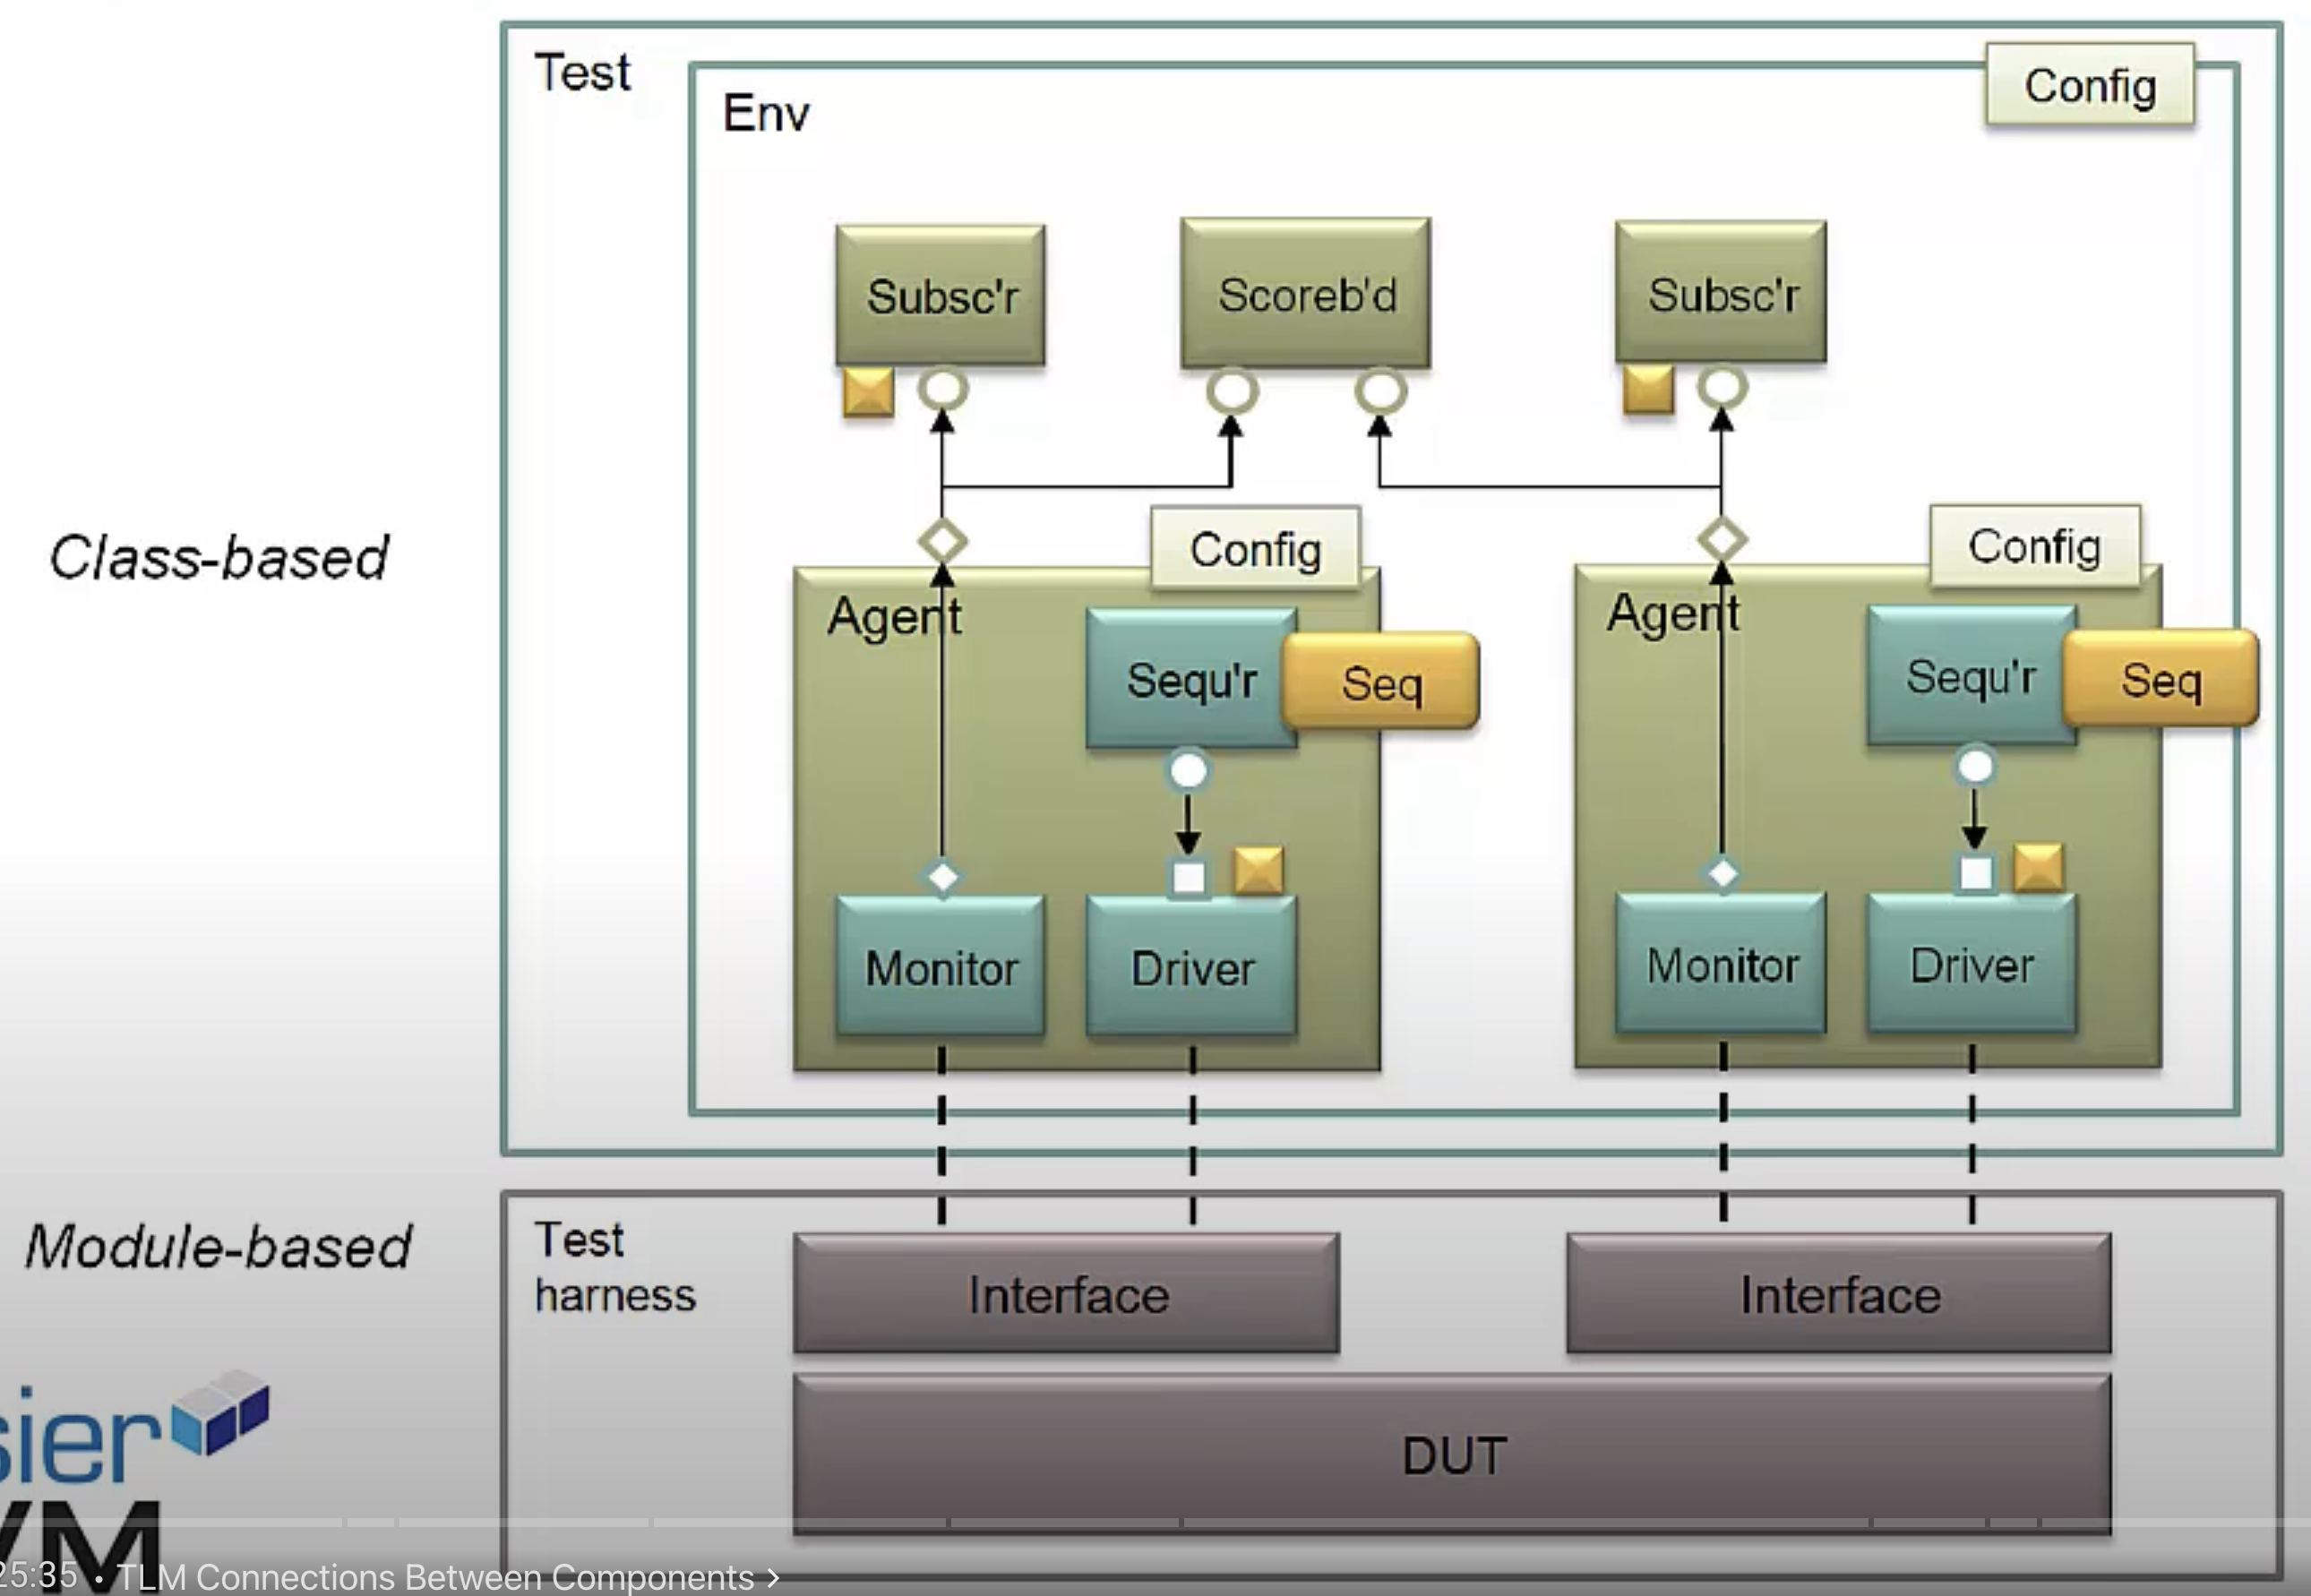 Test
Config
Env
Subsc'r
Scoreb'd
Subsc'r
Class-based
Config
Config
Agent
Agent
Sequ'r
Seq
Sequ'r
Seq
Monitor
Driver
Monitor
Driver
Module-based
Test
harness
Interface
Interface
sier
DUT
VM
25:35 • TLM Connections Between Components >